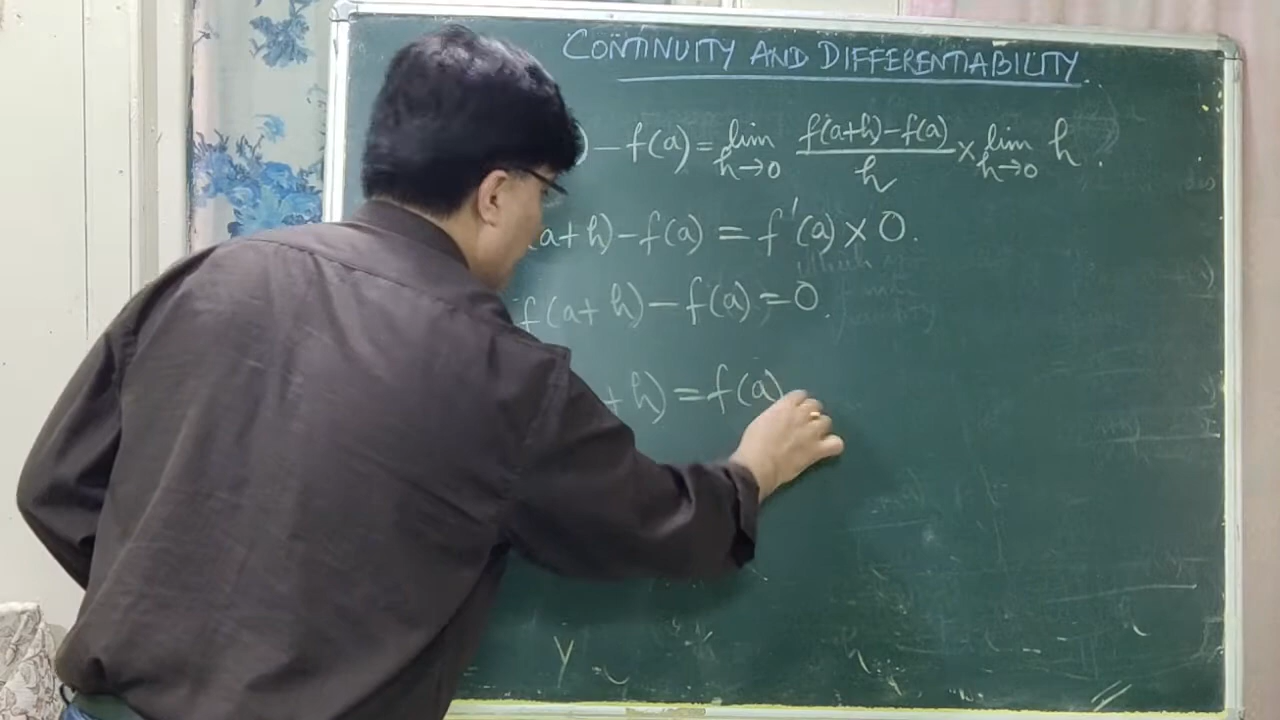 CONTINUITY AND DIFFERENTIABILITY
) - f(a) = lim h→0 f(a+h) - f(a) / h × lim h→0 h .
(a+h) - f(a) = f'(a) × 0.
f(a+h) - f(a) = 0.
+ h) = f(a)